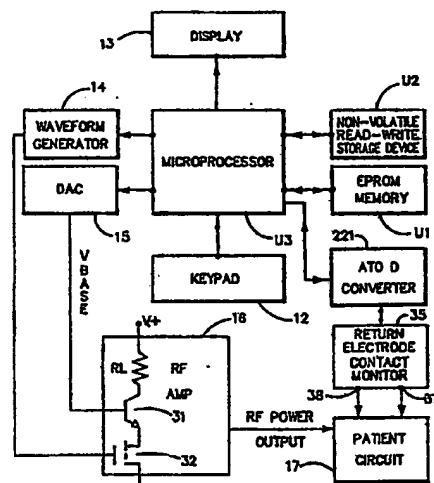 13
DISPLAY
14
WAVEFORM
GENERATOR
MICROPROCESSOR
U2
NON-VOLATILE
READ-WRITE
STORAGE DEVICE
DAC
EPROM
MEMORY
15
U3
U1
221
VBASE
KEYPAD
12
A TO D
CONVERTER
V+
16
35
RETURN
ELECTRODE
CONTACT
MONITOR
RL
RF
AMP
31
32
RF POWER
OUTPUT
38
PATIENT
CIRCUIT
17